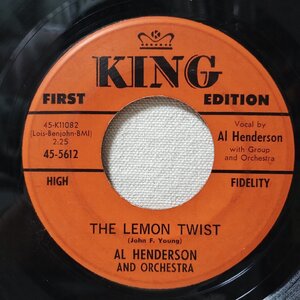 KING
FIRST EDITION
45-K11082
(Lois-Benjohn-BMI)
2:25
45-5612
Vocal by
Al Henderson
with Group
and Orchestra
HIGH FIDELITY
THE LEMON TWIST
(John F. Young)
AL HENDERSON
AND ORCHESTRA